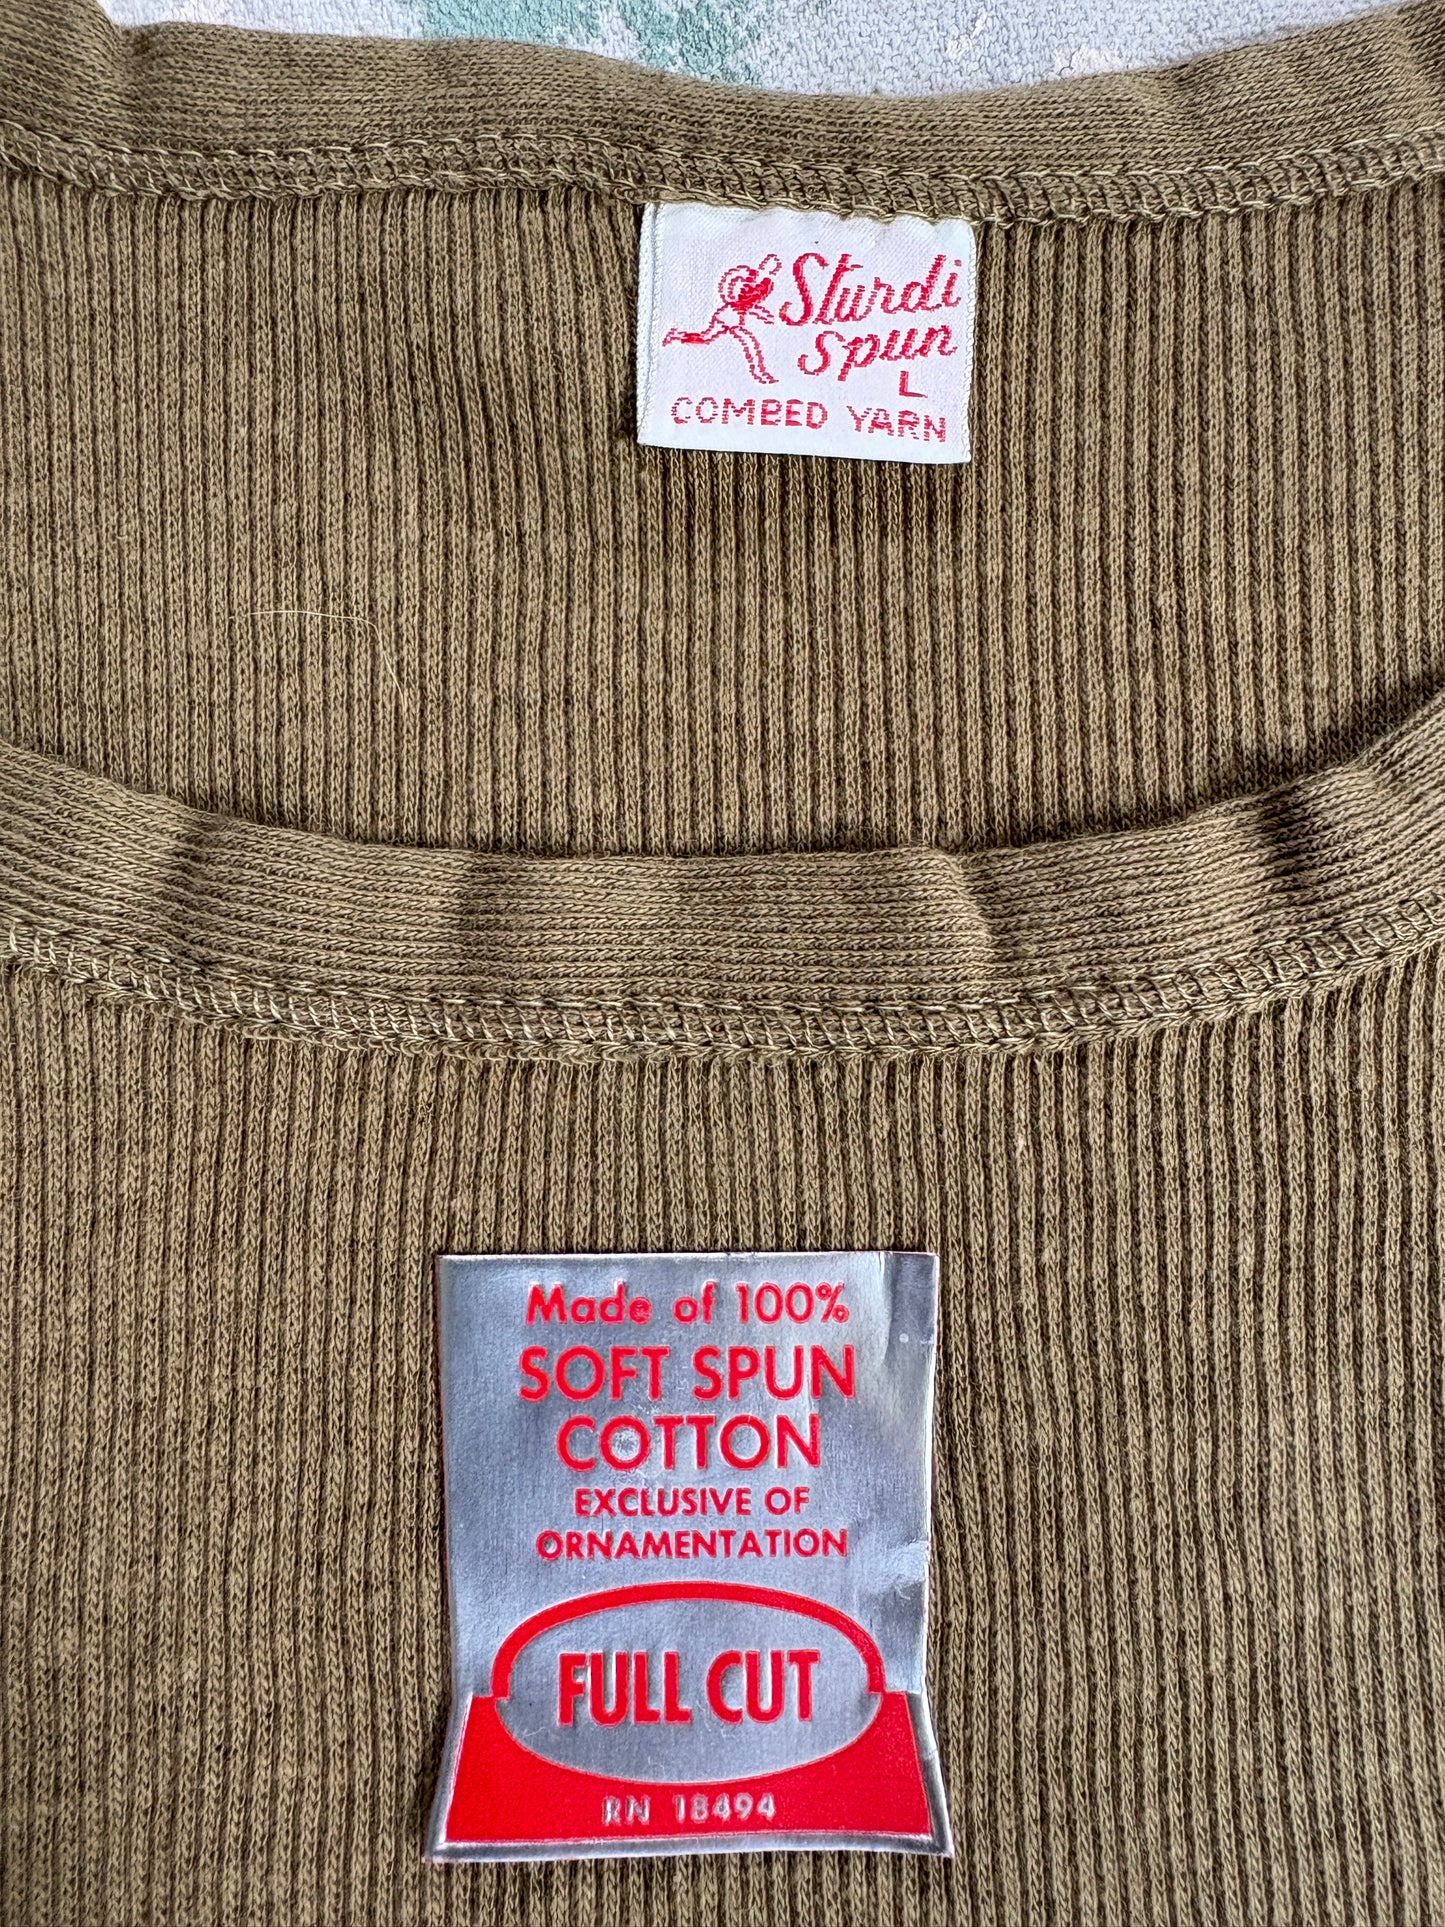 Sturdi
Spun
L
COMBED YARN
Made of 100%
SOFT SPUN
COTTON
EXCLUSIVE OF
ORNAMENTATION
FULL CUT
RN 18494